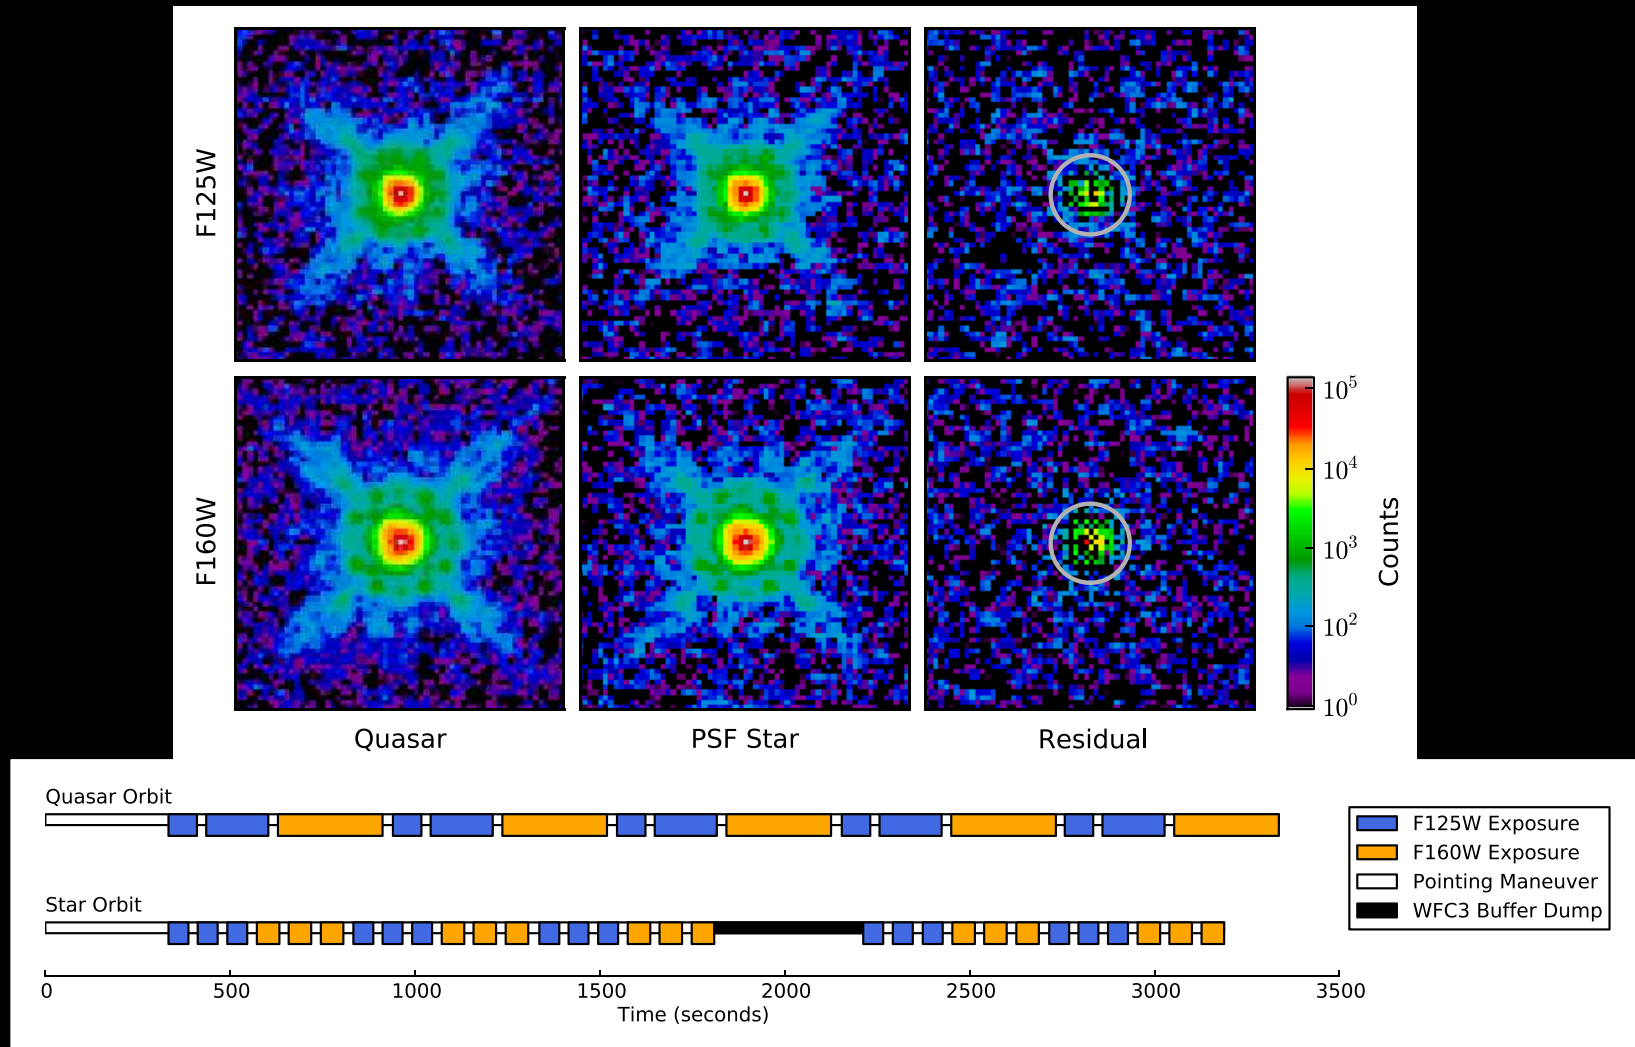 F125W
F160W
10^5
10^4
10^3
10^2
10^0
Counts
Quasar
PSF Star
Residual
Quasar Orbit
Star Orbit
F125W Exposure
F160W Exposure
Pointing Maneuver
WFC3 Buffer Dump
0 500 1000 1500 2000 2500 3000 3500
Time (seconds)